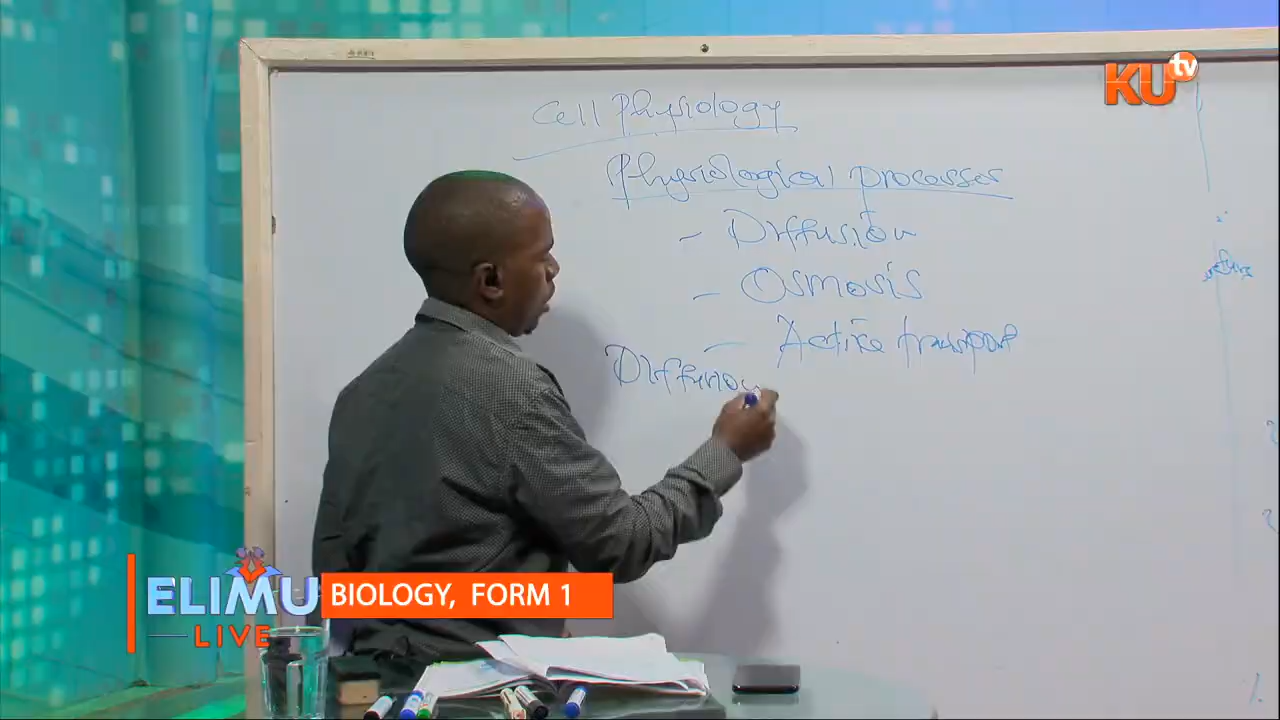 KU tv
Cell Physiology
Physiological processes
- Diffusion
- Osmosis
- Active transport
Diffusion
ELIMU
LIVE
BIOLOGY, FORM 1